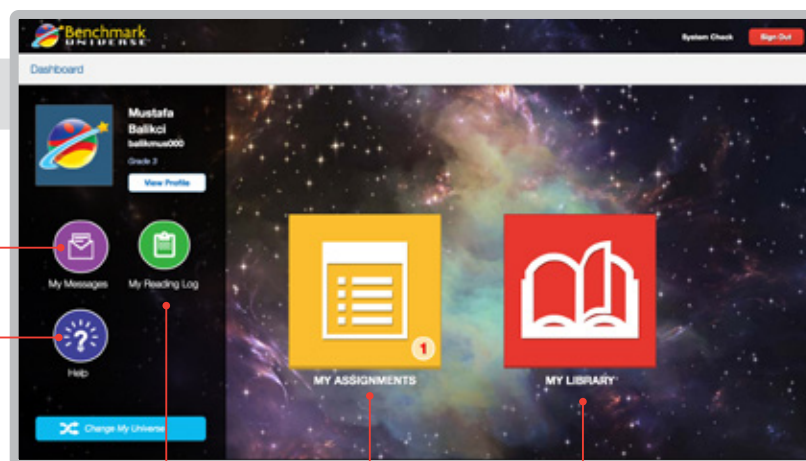 Benchmark
UNIVERSE
System Check
Sign Out
Dashboard
Mustafa
Balikci
balikmus000
Grade 3
View Profile
My Messages
My Reading Log
Help
Change My Universe
1
MY ASSIGNMENTS
MY LIBRARY